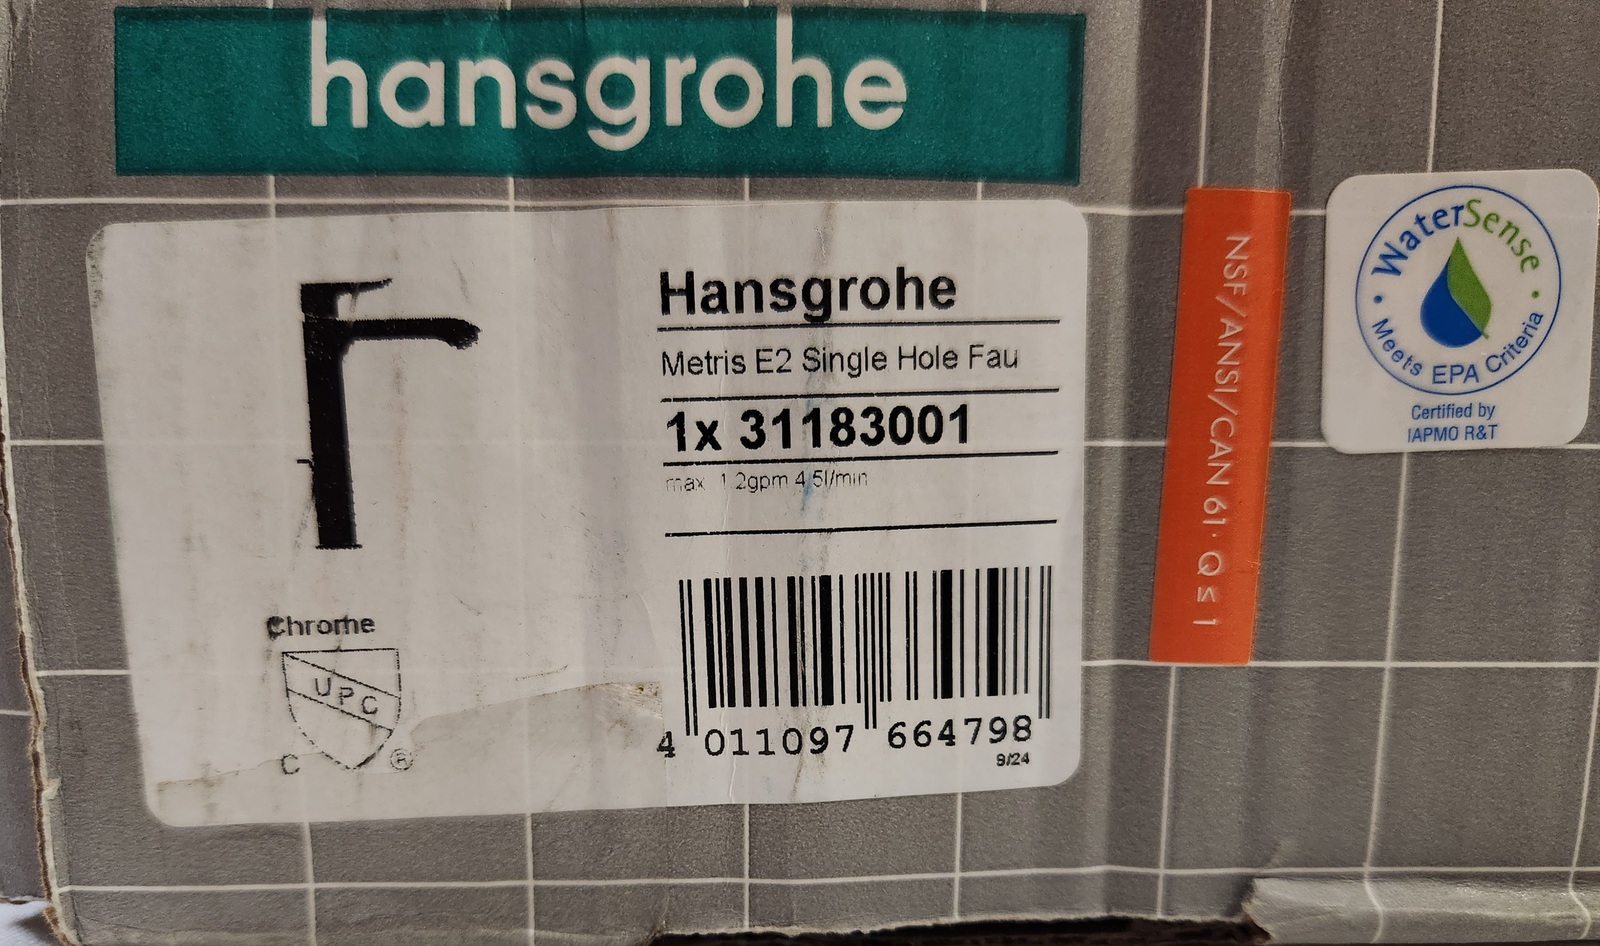 hansgrohe
Hansgrohe
Metris E2 Single Hole Fau
1x 31183001
max 1.2gpm 4.5l/min
Chrome
UPC
C ®
4 011097 664798
9/24
NSF/ANSI/CAN 61· Q ≤ 1
WaterSense
• Meets EPA Criteria •
Certified by
IAPMO R&T